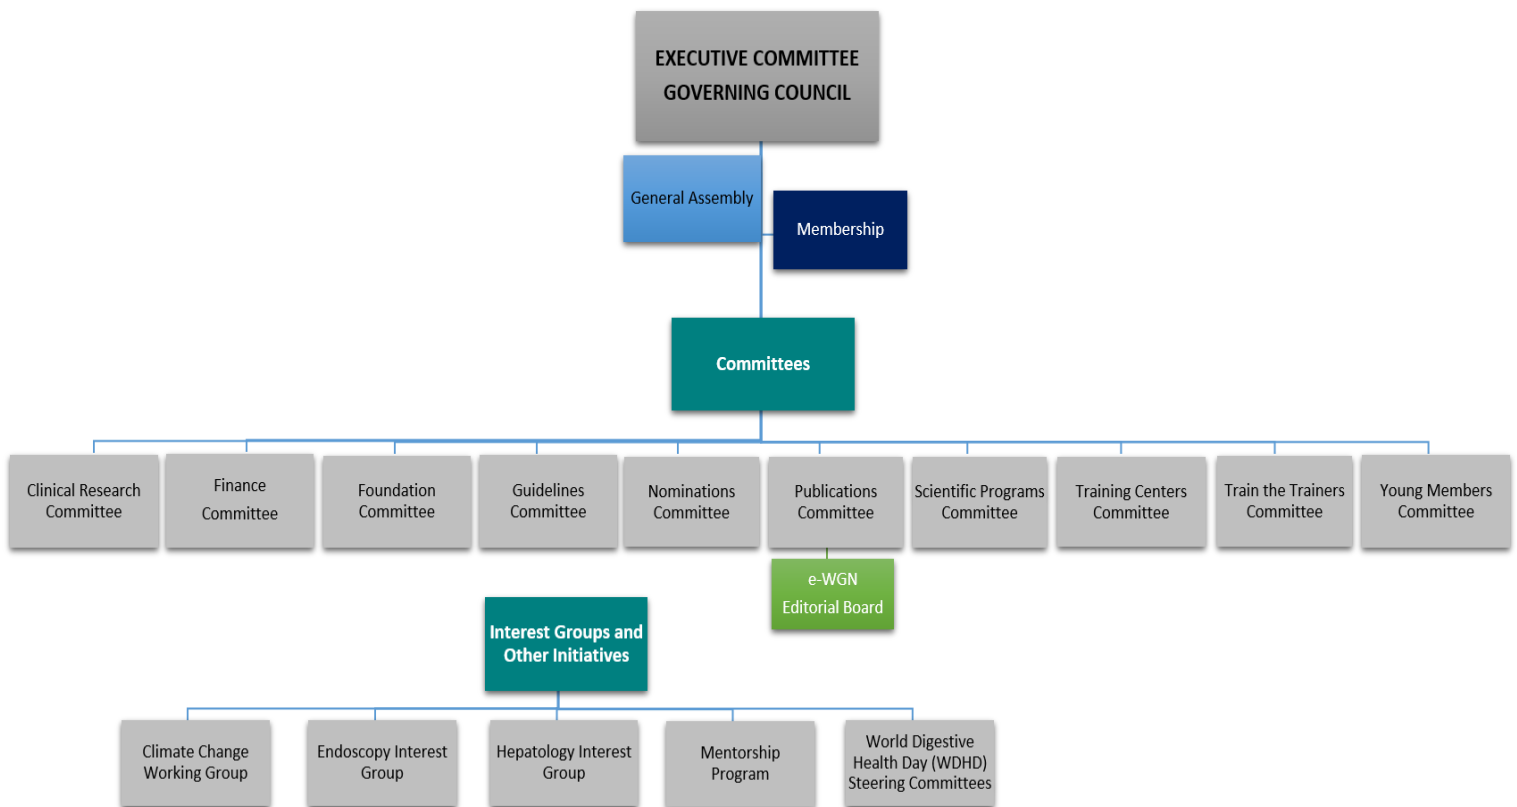 EXECUTIVE COMMITTEE
GOVERNING COUNCIL
General Assembly
Membership
Committees
Clinical Research
Committee
Finance
Committee
Foundation
Committee
Guidelines
Committee
Nominations
Committee
Publications
Committee
Scientific Programs
Committee
Training Centers
Committee
Train the Trainers
Committee
Young Members
Committee
e-WGN
Editorial Board
Interest Groups and
Other Initiatives
Climate Change
Working Group
Endoscopy Interest
Group
Hepatology Interest
Group
Mentorship
Program
World Digestive
Health Day (WDHD)
Steering Committees